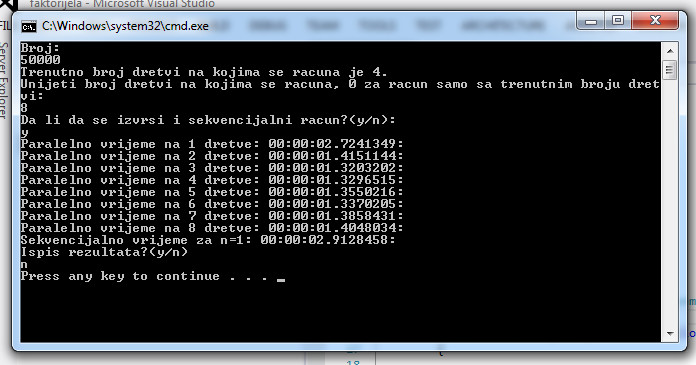 faktorijela - Microsoft Visual Studio
C:\Windows\system32\cmd.exe
Broj:
50000
Trenutno broj dretvi na kojima se racuna je 4.
Unijeti broj dretvi na kojima se racuna, 0 za racun samo sa trenutnim broju dret
vi:
8
Da li da se izvrsi i sekvencijalni racun?(y/n):
y
Paralelno vrijeme na 1 dretve: 00:00:02.7241349:
Paralelno vrijeme na 2 dretve: 00:00:01.4151144:
Paralelno vrijeme na 3 dretve: 00:00:01.3203202:
Paralelno vrijeme na 4 dretve: 00:00:01.3296515:
Paralelno vrijeme na 5 dretve: 00:00:01.3550216:
Paralelno vrijeme na 6 dretve: 00:00:01.3370205:
Paralelno vrijeme na 7 dretve: 00:00:01.3858431:
Paralelno vrijeme na 8 dretve: 00:00:01.4048034:
Sekvencijalno vrijeme za n=1: 00:00:02.9128458:
Ispis rezultata?(y/n)
n
Press any key to continue . . .
Server Explorer
18
{